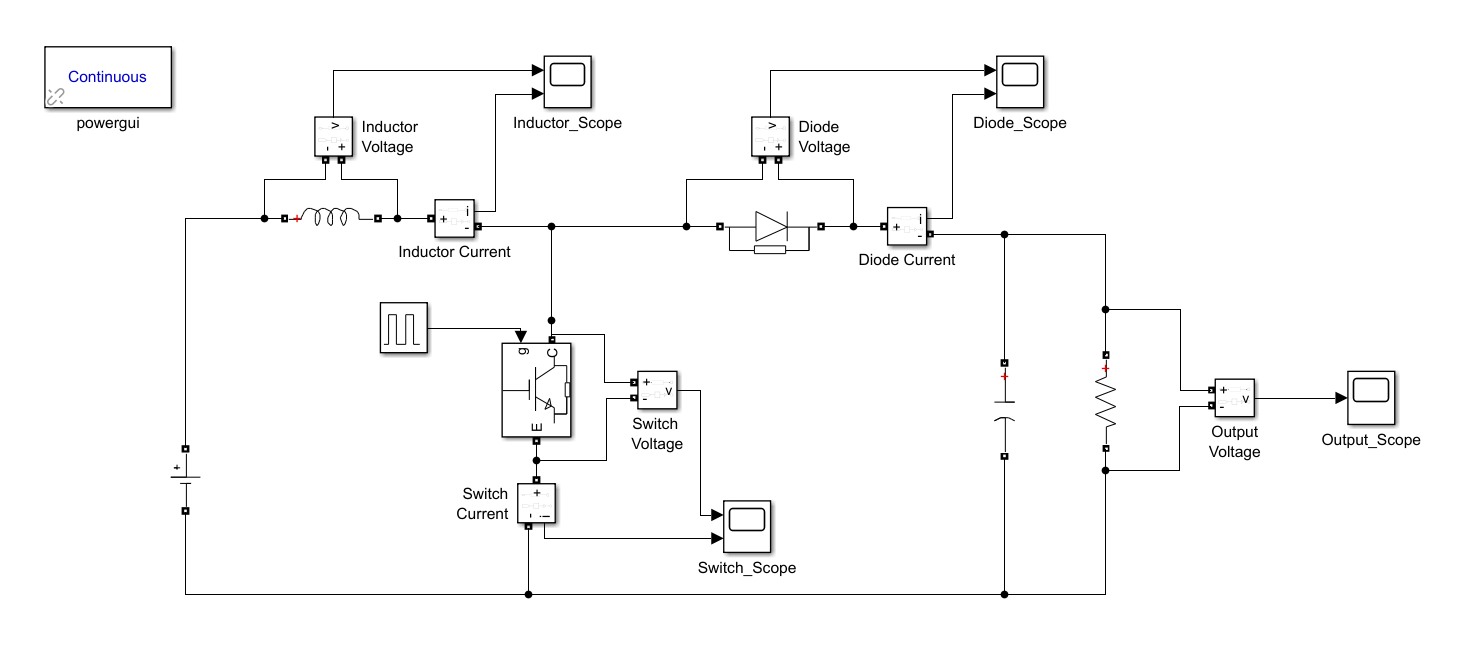 Continuous
powergui
v
- +
Inductor
Voltage
Inductor_Scope
v
- +
Diode
Voltage
Diode_Scope
+
i
+
-
Inductor Current
i
+
-
Diode Current
g
C
E
+
-
v
Switch
Voltage
+
+
+
-
v
Output
Voltage
Output_Scope
+
Switch
Current
+
-
i
Switch_Scope